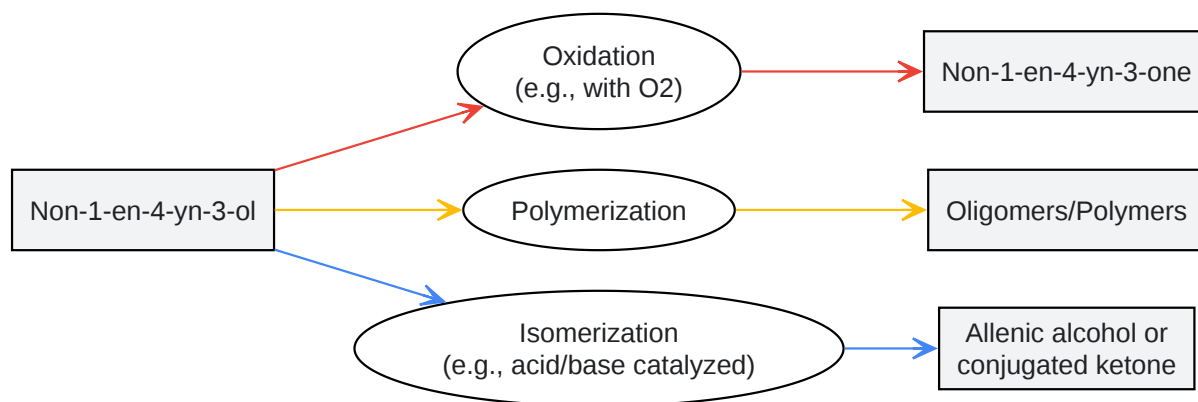 Oxidation
(e.g., with O2)
Non-1-en-4-yn-3-one
Non-1-en-4-yn-3-ol
Polymerization
Oligomers/Polymers
Isomerization
(e.g., acid/base catalyzed)
Allenic alcohol or
conjugated ketone